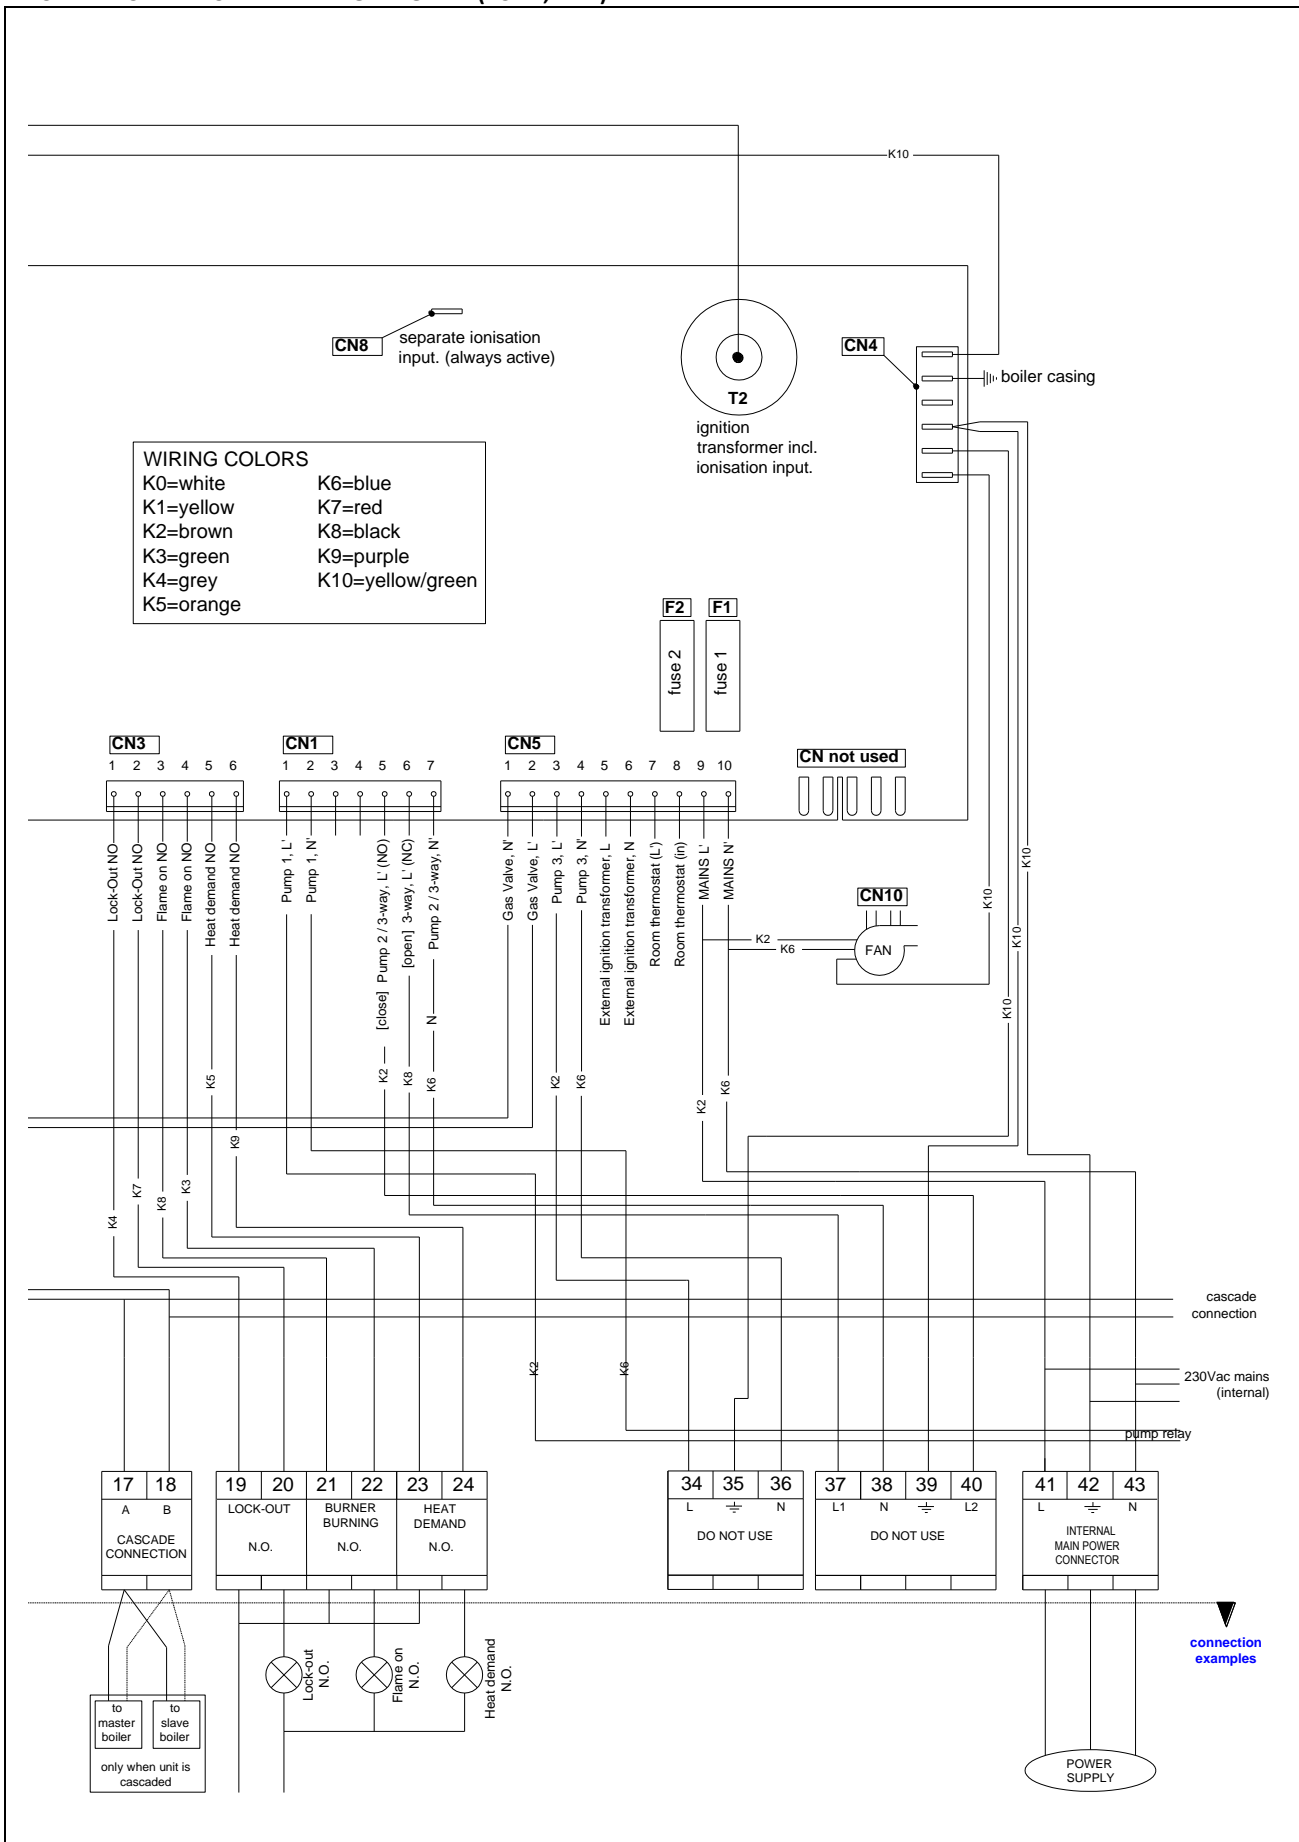 K10
CN8
separate ionisation
input. (always active)
CN4
boiler casing
T2
ignition
transformer incl.
ionisation input.
WIRING COLORS
K0=white
K1=yellow
K2=brown
K3=green
K4=grey
K5=orange
K6=blue
K7=red
K8=black
K9=purple
K10=yellow/green
F2
F1
fuse 2
fuse 1
CN3
1 2 3 4 5 6
CN1
1 2 3 4 5 6 7
CN5
1 2 3 4 5 6 7 8 9 10
CN not used
Lock-Out NO
Lock-Out NO
Flame on NO
Flame on NO
Heat demand NO
Heat demand NO
Pump 1, L'
Pump 1, N'
[close] Pump 2 / 3-way, L' (NO)
[open] 3-way, L' (NC)
Pump 2 / 3-way, N'
N
Gas Valve, N'
Gas Valve, L'
Pump 3, L'
Pump 3, N'
External ignition transformer, L
External ignition transformer, N
Room thermostat (L')
Room thermostat (in)
MAINS L'
MAINS N'
CN10
FAN
K2
K6
K10
K10
K10
K10
K4
K7
K8
K3
K5
K9
K2
K8
K6
K2
K6
K2
K6
K2
K6
cascade
connection
230Vac mains
(internal)
pump relay
17 18
A B
CASCADE
CONNECTION
19 20 21 22 23 24
LOCK-OUT
N.O.
BURNER
BURNING
N.O.
HEAT
DEMAND
N.O.
34 35 36
L N
DO NOT USE
37 38 39 40
L1 N L2
DO NOT USE
41 42 43
L N
INTERNAL
MAIN POWER
CONNECTOR
connection
examples
Lock-out
N.O.
Flame on
N.O.
Heat demand
N.O.
to
master
boiler
to
slave
boiler
only when unit is
cascaded
POWER
SUPPLY